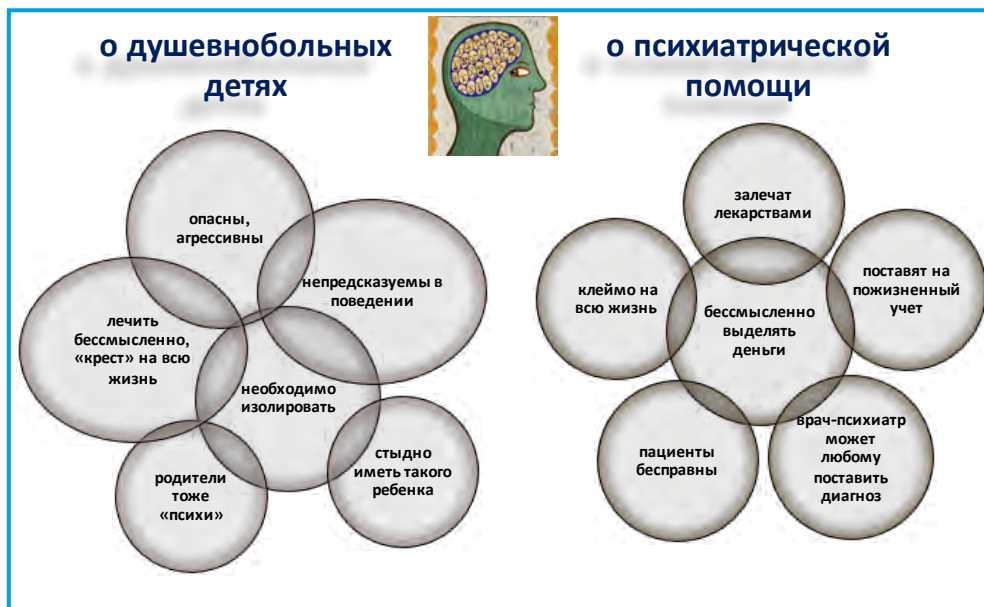 о душевнобольных
детях
о психиатрической
помощи
опасны,
агрессивны
непредсказуемы в
поведении
лечить
бессмысленно,
«крест» на всю
жизнь
необходимо
изолировать
родители
тоже
«психи»
стыдно
иметь такого
ребенка
залечат
лекарствами
клеймо на
всю жизнь
бессмысленно
выделять
деньги
поставят на
пожизненный
учет
пациенты
бесправны
врач-психиатр
может
любому
поставить
диагноз